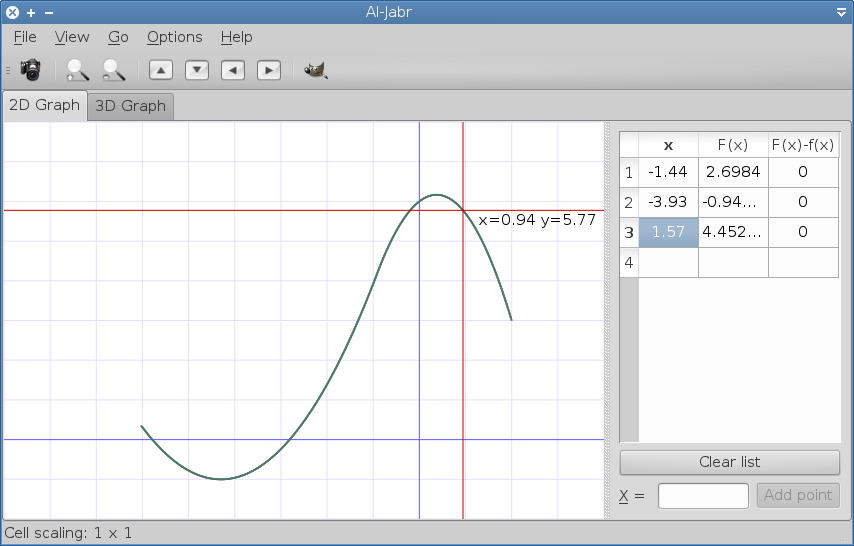 Al-Jabr
File View Go Options Help
2D Graph 3D Graph
x=0.94 y=5.77
x F(x) F(x)-f(x)
1 -1.44 2.6984 0
2 -3.93 -0.94... 0
3 1.57 4.452... 0
4
Clear list
X = Add point
Cell scaling: 1 x 1